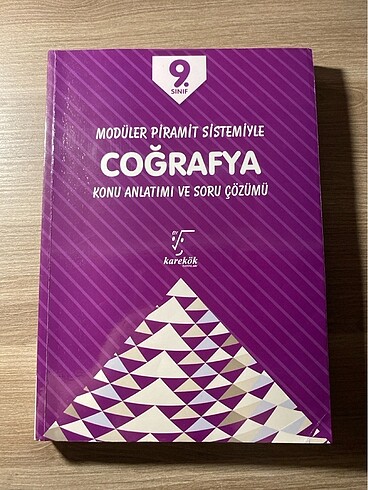 9.
SINIF
MODÜLER PİRAMİT SİSTEMİYLE
COĞRAFYA
KONU ANLATIMI VE SORU ÇÖZÜMÜ
karekök